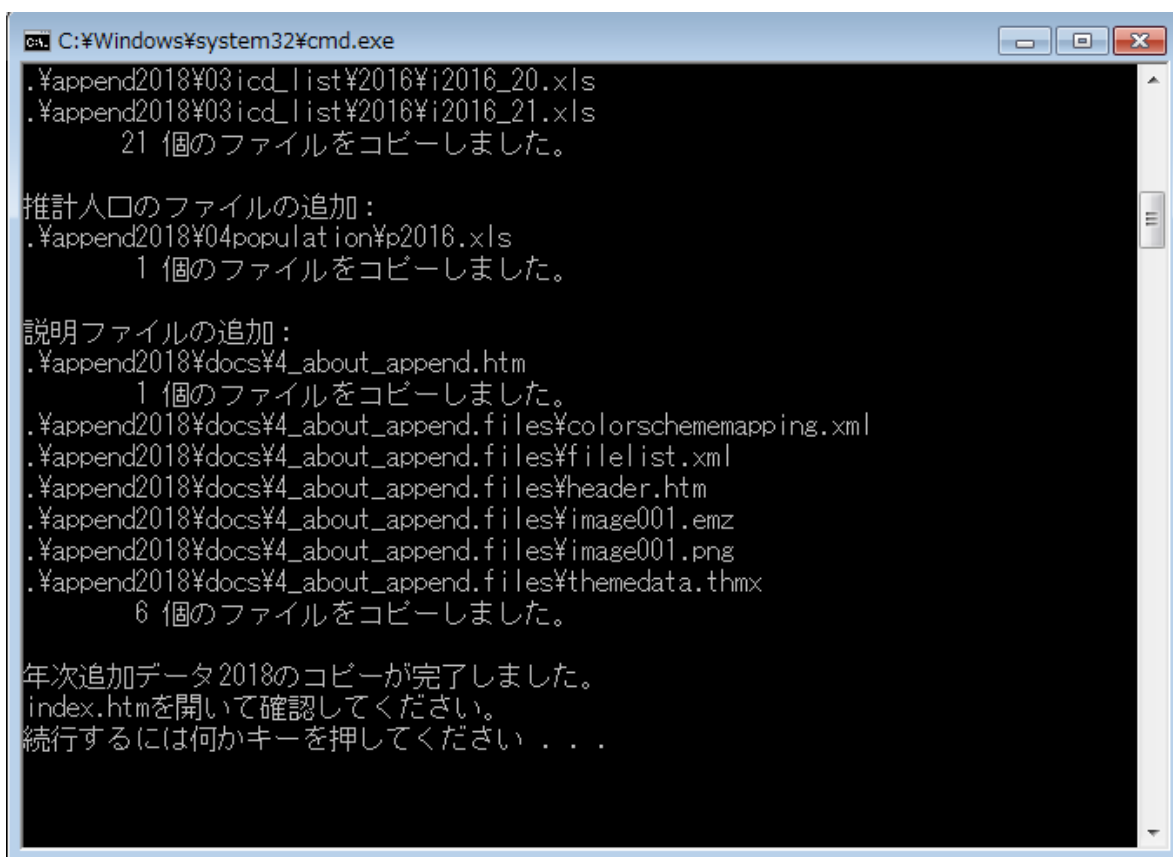 C:¥Windows¥system32¥cmd.exe
.¥append2018¥03icd_list¥2016¥i2016_20.xls
.¥append2018¥03icd_list¥2016¥i2016_21.xls
21 個のファイルをコピーしました。
推計人口のファイルの追加：
.¥append2018¥04population¥p2016.xls
1 個のファイルをコピーしました。
説明ファイルの追加：
.¥append2018¥docs¥4_about_append.htm
1 個のファイルをコピーしました。
.¥append2018¥docs¥4_about_append.files¥colorschememapping.xml
.¥append2018¥docs¥4_about_append.files¥filelist.xml
.¥append2018¥docs¥4_about_append.files¥header.htm
.¥append2018¥docs¥4_about_append.files¥image001.emz
.¥append2018¥docs¥4_about_append.files¥image001.png
.¥append2018¥docs¥4_about_append.files¥themedata.thmx
6 個のファイルをコピーしました。
年次追加データ2018のコピーが完了しました。
index.htmを開いて確認してください。
続行するには何かキーを押してください . . .